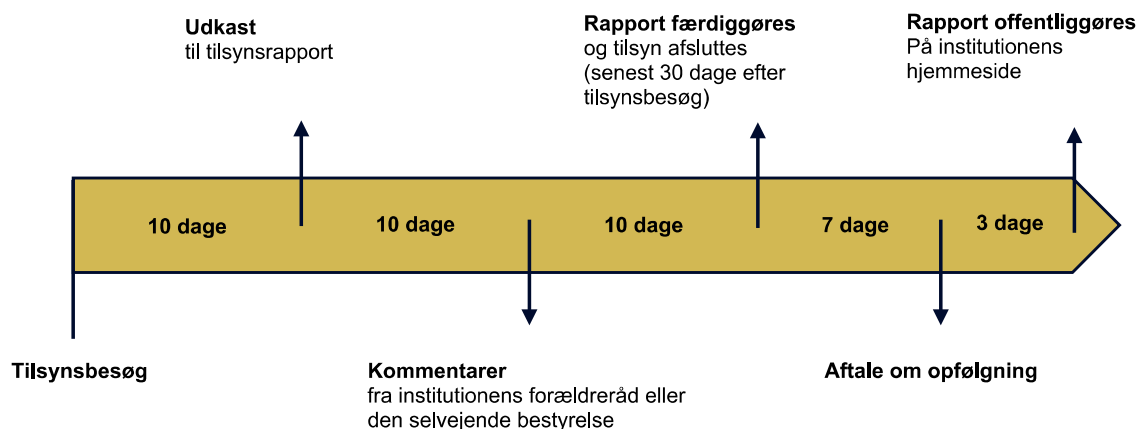 Udkast
til tilsynsrapport
Rapport færdiggøres
og tilsyn afsluttes
(senest 30 dage efter
tilsynsbesøg)
Rapport offentliggøres
På institutionens
hjemmeside
10 dage
10 dage
10 dage
7 dage
3 dage
Tilsynsbesøg
Kommentarer
fra institutionens forældreråd eller
den selvejende bestyrelse
Aftale om opfølgning